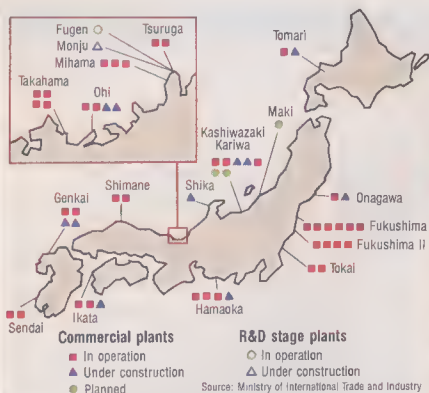 Fugen
Monju
Mihama
Tsuruga
Takahama
Ohi
Tomari
Maki
Kashiwazaki
Kariwa
Shika
Shimane
Genkai
Onagawa
Fukushima
Fukushima II
Tokai
Hamaoka
Ikata
Sendai
Commercial plants
In operation
Under construction
Planned
R&D stage plants
In operation
Under construction
Source: Ministry of International Trade and Industry